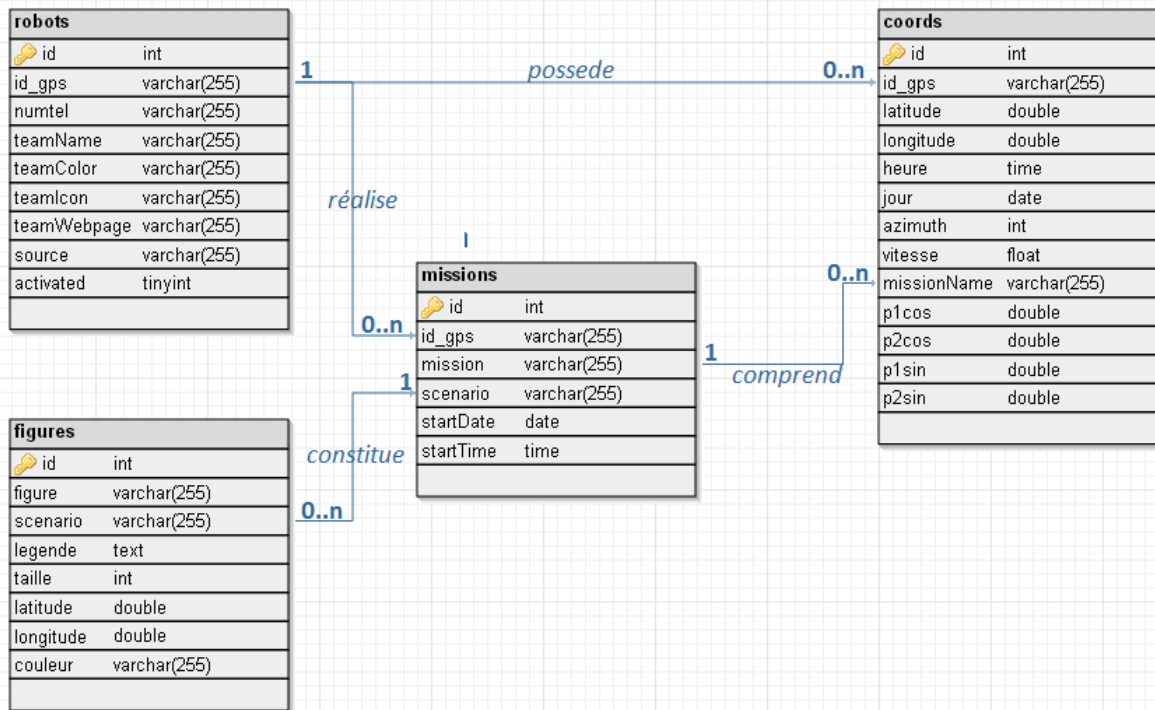 robots
id int
id_gps varchar(255)
numtel varchar(255)
teamName varchar(255)
teamColor varchar(255)
teamIcon varchar(255)
teamWebpage varchar(255)
source varchar(255)
activated tinyint
1 possede 0..n
réalise
0..n
coords
id int
id_gps varchar(255)
latitude double
longitude double
heure time
jour date
azimuth int
vitesse float
missionName varchar(255)
p1cos double
p2cos double
p1sin double
p2sin double
missions
id int
id_gps varchar(255)
mission varchar(255)
scenario varchar(255)
startDate date
startTime time
1 comprend 0..n
figures
id int
figure varchar(255)
scenario varchar(255)
legende text
taille int
latitude double
longitude double
couleur varchar(255)
1
constitue
0..n